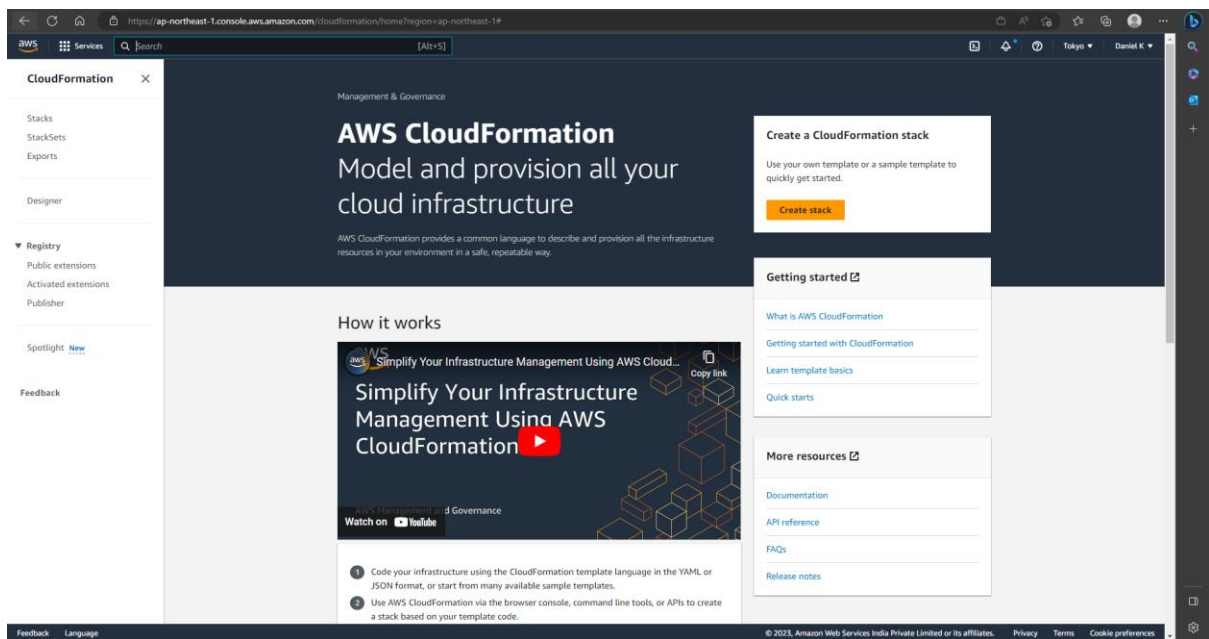 https://ap-northeast-1.console.aws.amazon.com/cloudformation/home?region=ap-northeast-1#
aws
Services
Search
[Alt+S]
Tokyo
Daniel K
CloudFormation
Stacks
StackSets
Exports
Designer
Registry
Public extensions
Activated extensions
Publisher
Spotlight New
Feedback
Management & Governance
AWS CloudFormation
Model and provision all your
cloud infrastructure
AWS CloudFormation provides a common language to describe and provision all the infrastructure
resources in your environment in a safe, repeatable way.
Create a CloudFormation stack
Use your own template or a sample template to
quickly get started.
Create stack
Getting started
What is AWS CloudFormation
Getting started with CloudFormation
Learn template basics
Quick starts
More resources
Documentation
API reference
FAQs
Release notes
How it works
aws
Simplify Your Infrastructure Management Using AWS Cloud...
Copy link
Simplify Your Infrastructure
Management Using AWS
CloudFormation
AWS Management and Governance
Watch on YouTube
1 Code your infrastructure using the CloudFormation template language in the YAML or
JSON format, or start from many available sample templates.
2 Use AWS CloudFormation via the browser console, command line tools, or APIs to create
a stack based on your template code.
Feedback
Language
© 2023, Amazon Web Services India Private Limited or its affiliates.
Privacy
Terms
Cookie preferences